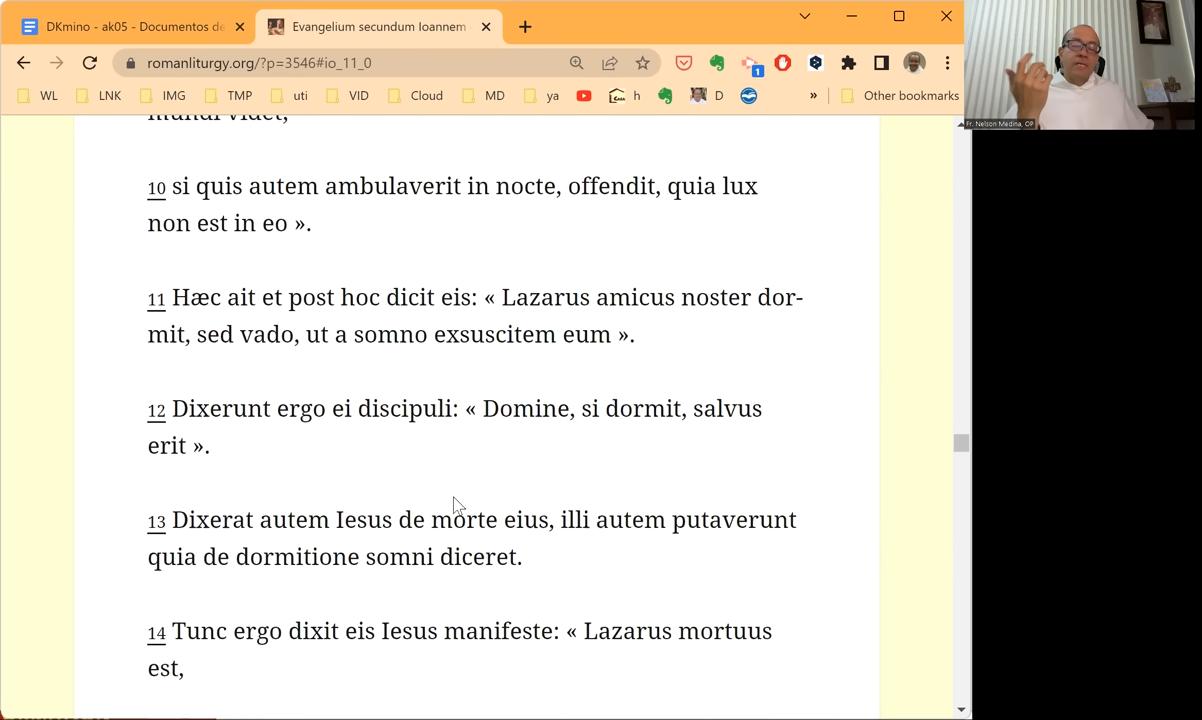 DKmino - ak05 - Documentos de
Evangelium secundum Ioannem
romanliturgy.org/?p=3546#io_11_0
WL LNK IMG TMP uti VID Cloud MD ya h D » Other bookmarks
1
Fr. Nelson Medina, OP
mundi videt;
10 si quis autem ambulaverit in nocte, offendit, quia lux
non est in eo ».
11 Hæc ait et post hoc dicit eis: « Lazarus amicus noster dor-
mit, sed vado, ut a somno exsuscitem eum ».
12 Dixerunt ergo ei discipuli: « Domine, si dormit, salvus
erit ».
13 Dixerat autem Iesus de morte eius, illi autem putaverunt
quia de dormitione somni diceret.
14 Tunc ergo dixit eis Iesus manifeste: « Lazarus mortuus
est,